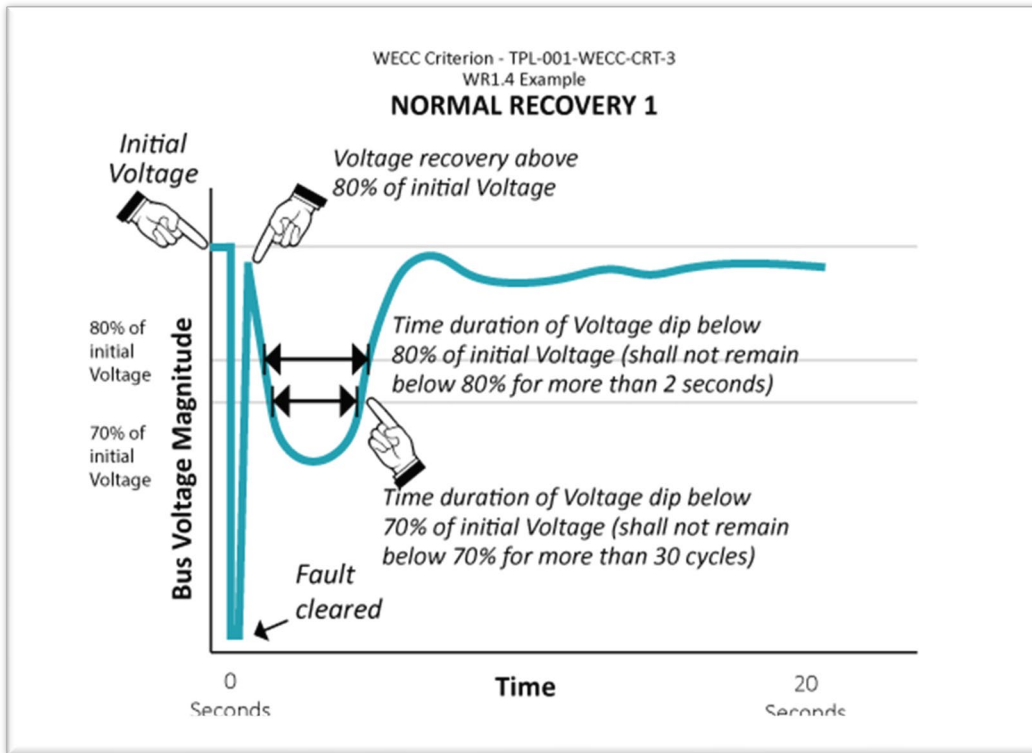 WECC Criterion - TPL-001-WECC-CRT-3
WR1.4 Example
NORMAL RECOVERY 1
Initial
Voltage
Voltage recovery above
80% of initial Voltage
80% of
initial
Voltage
70% of
initial
Voltage
Bus Voltage Magnitude
Time duration of Voltage dip below
80% of initial Voltage (shall not remain
below 80% for more than 2 seconds)
Time duration of Voltage dip below
70% of initial Voltage (shall not remain
below 70% for more than 30 cycles)
Fault
cleared
0
Seconds
Time
20
Seconds